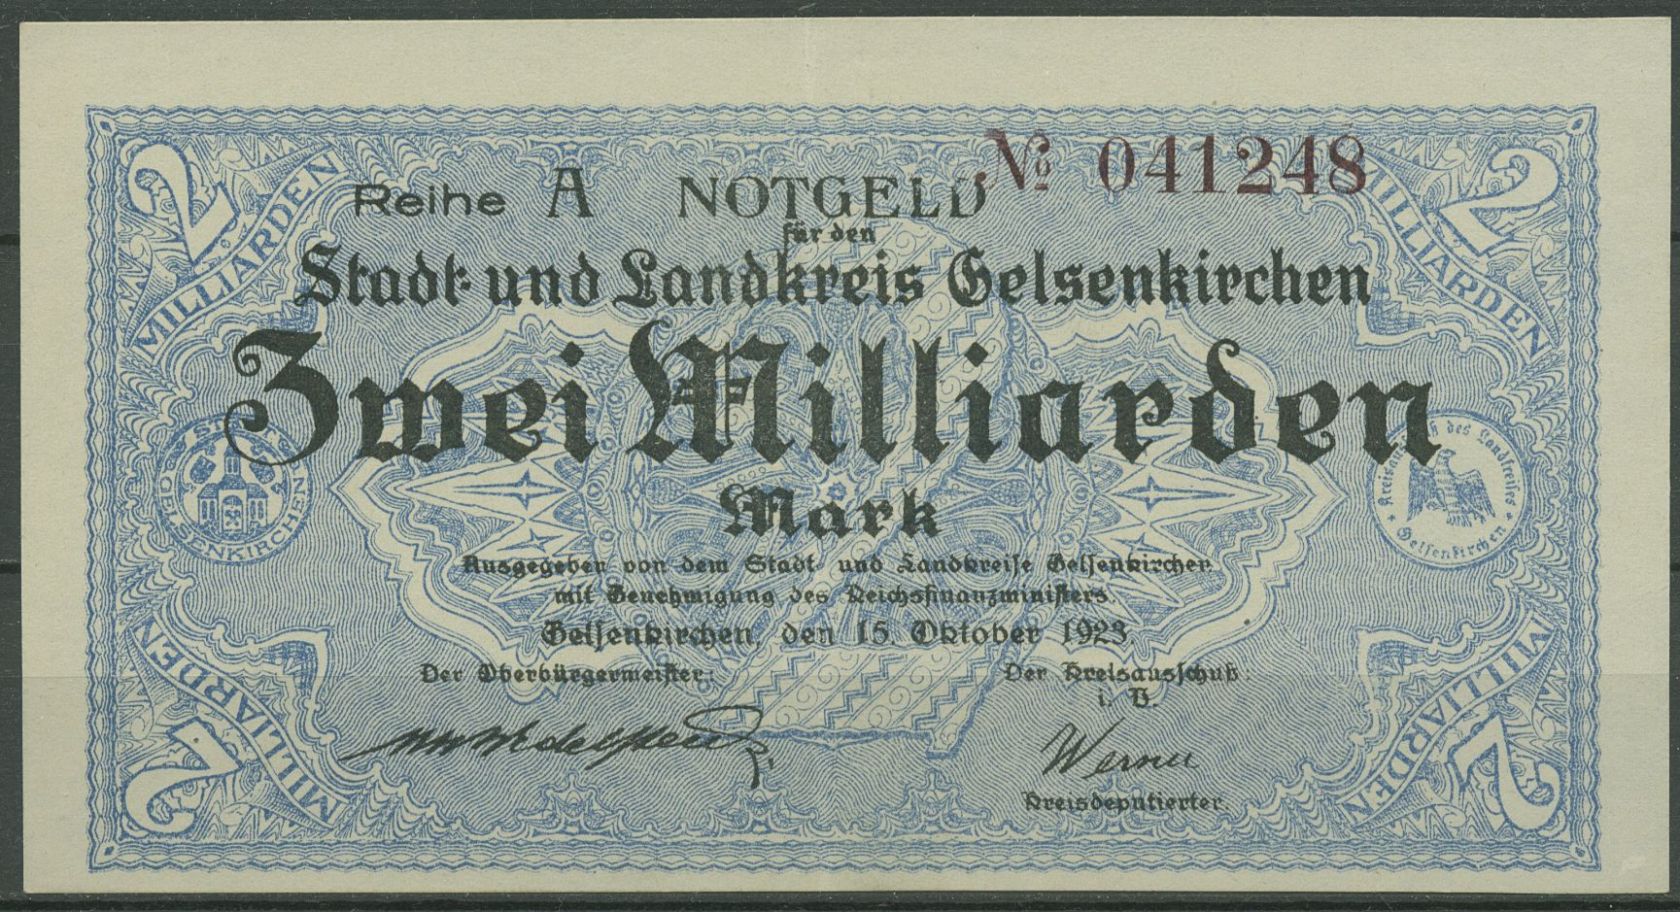 2 MILLIARDEN
2 MILLIARDEN
Reihe A NOTGELD № 041248
für den
Stadt- und Landkreis Gelsenkirchen
Zwei Milliarden
Mark
Ausgegeben von dem Stadt- und Landkreise Gelsenkirchen
mit Genehmigung des Reichsfinanzministers.
Gelsenkirchen, den 15. Oktober 1923.
Der Oberbürgermeister:
Der Kreisausschuß:
i. V.
Werner
Kreisdeputierter.
GELSENKIRCHEN
des Landkreises
Gelsenkirchen
2 MILLIARDEN
2 MILLIARDEN